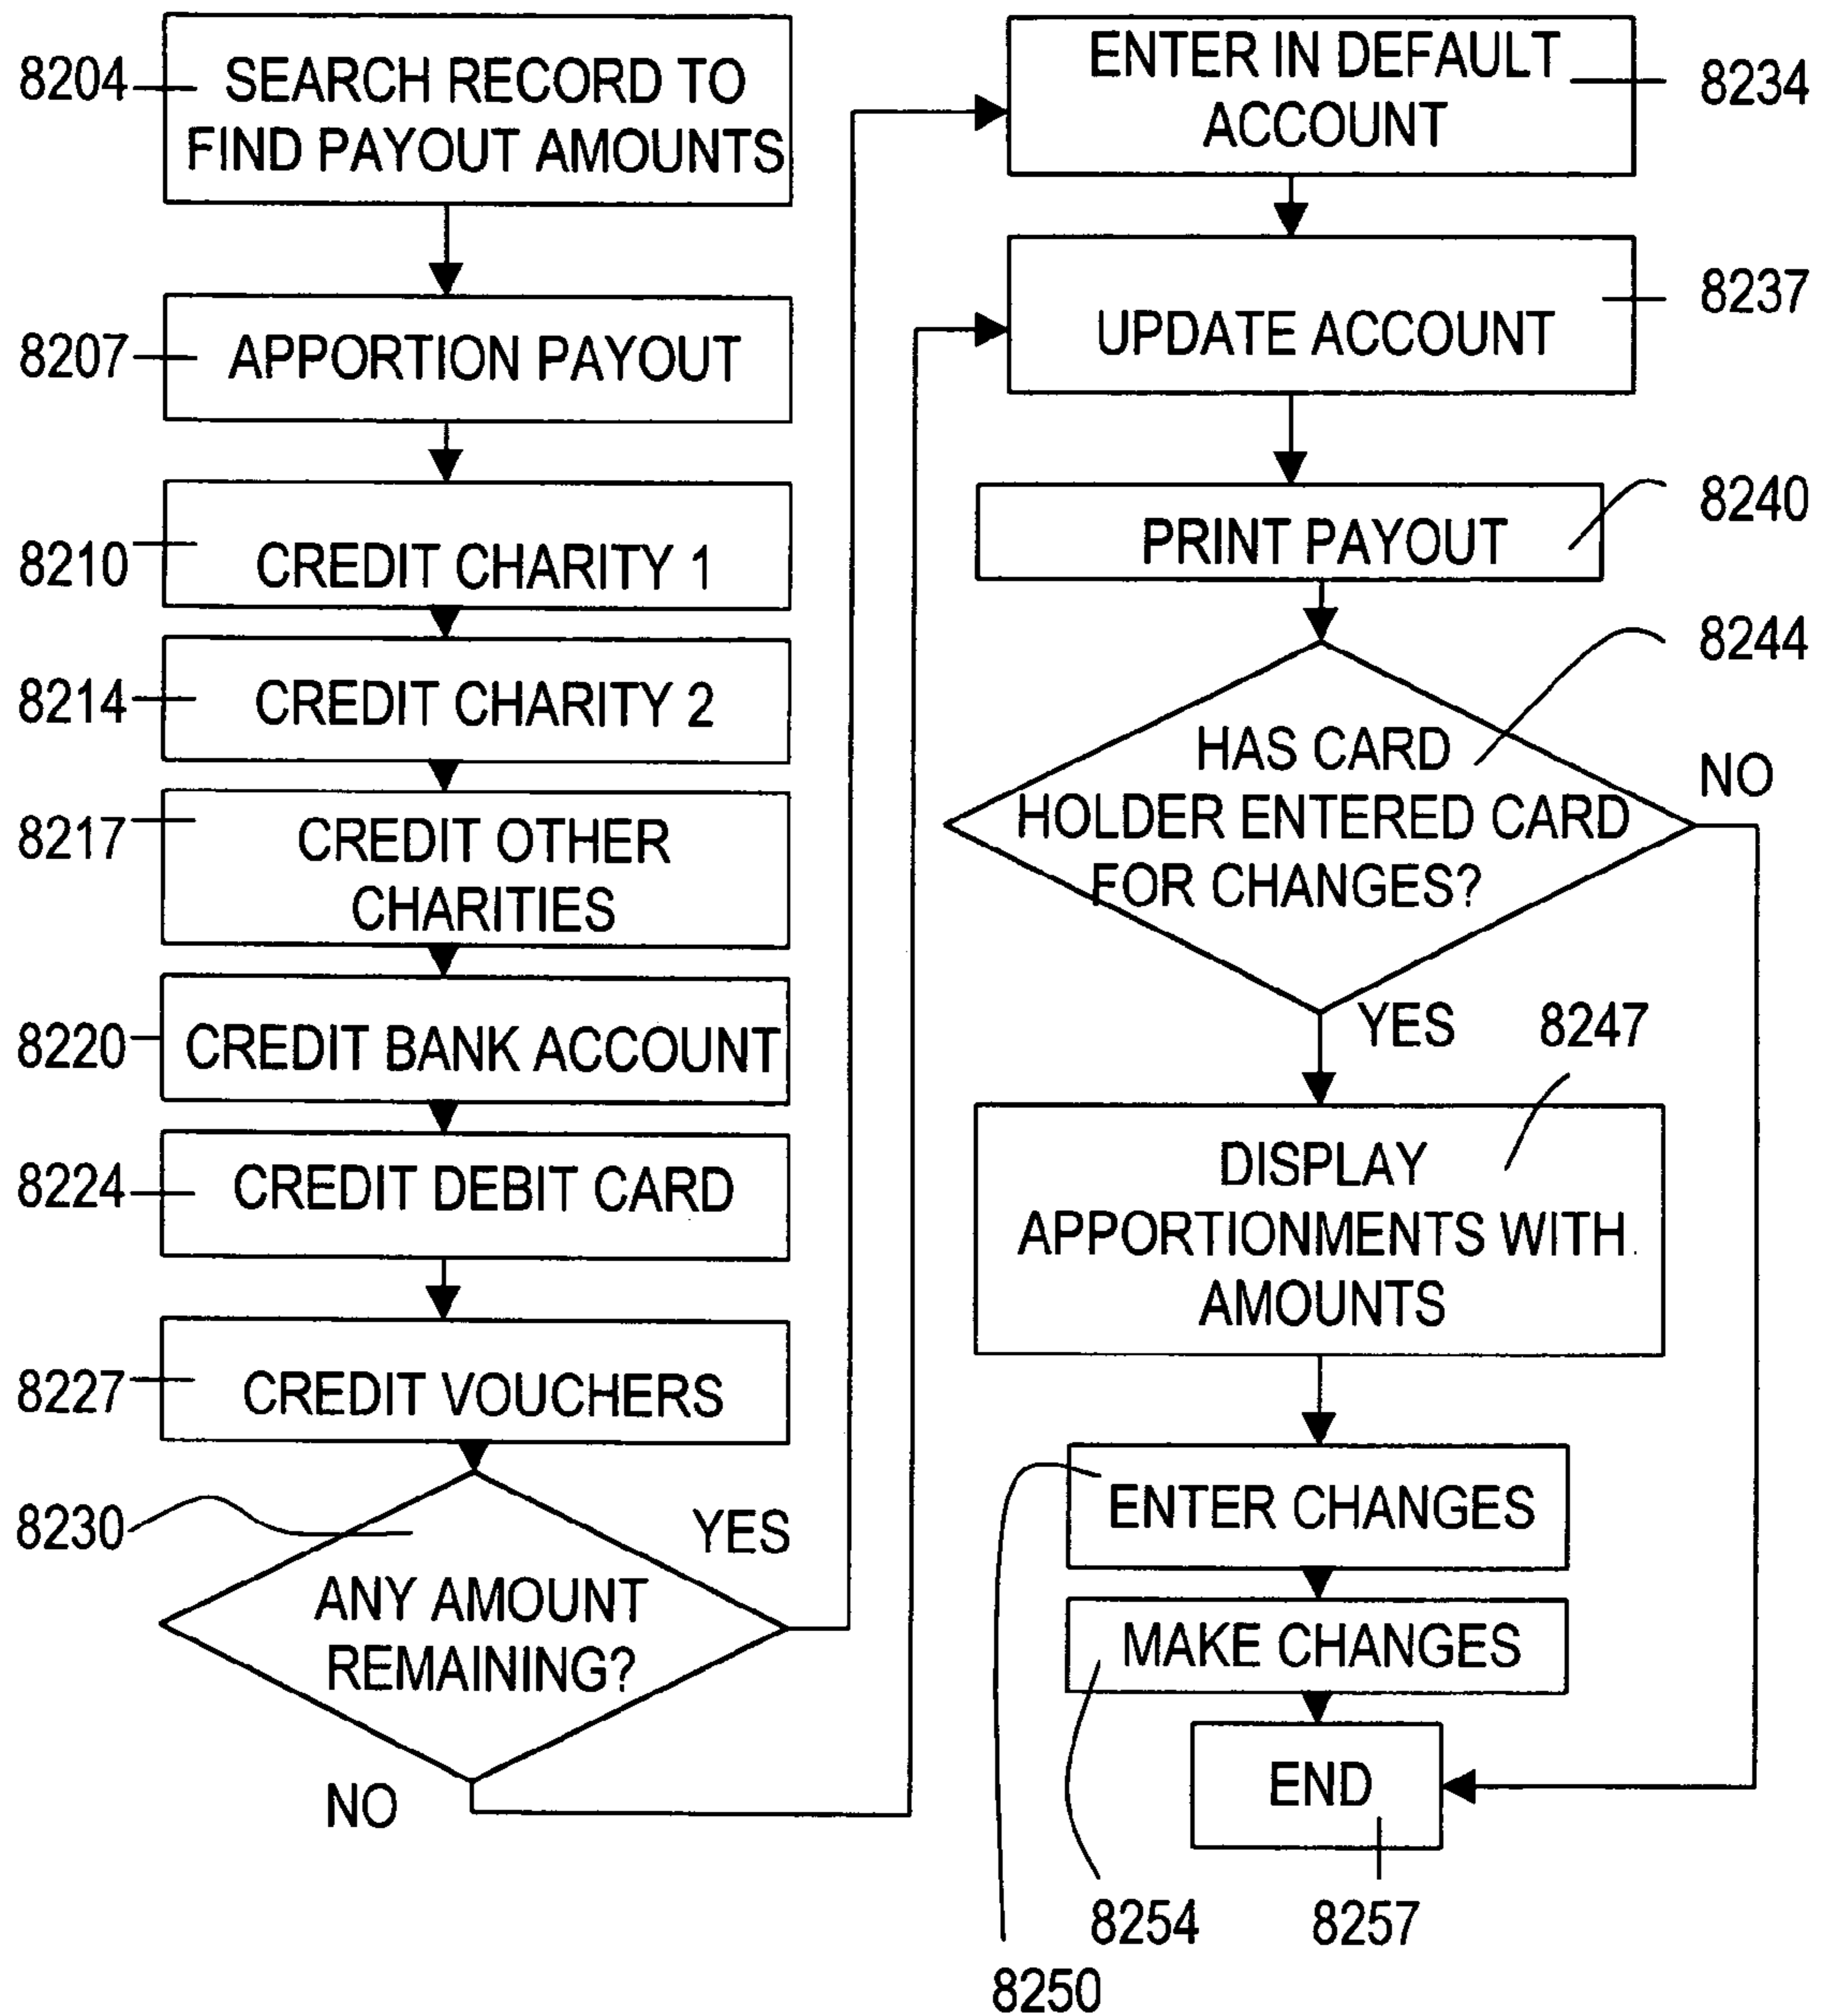 8204
SEARCH RECORD TO
FIND PAYOUT AMOUNTS
8207
APPORTION PAYOUT
8210
CREDIT CHARITY 1
8214
CREDIT CHARITY 2
8217
CREDIT OTHER
CHARITIES
8220
CREDIT BANK ACCOUNT
8224
CREDIT DEBIT CARD
8227
CREDIT VOUCHERS
8230
YES
ANY AMOUNT
REMAINING?
NO
ENTER IN DEFAULT
ACCOUNT
8234
UPDATE ACCOUNT
8237
PRINT PAYOUT
8240
8244
HAS CARD
HOLDER ENTERED CARD
FOR CHANGES?
NO
YES
8247
DISPLAY
APPORTIONMENTS WITH
AMOUNTS
ENTER CHANGES
MAKE CHANGES
END
8254
8257
8250